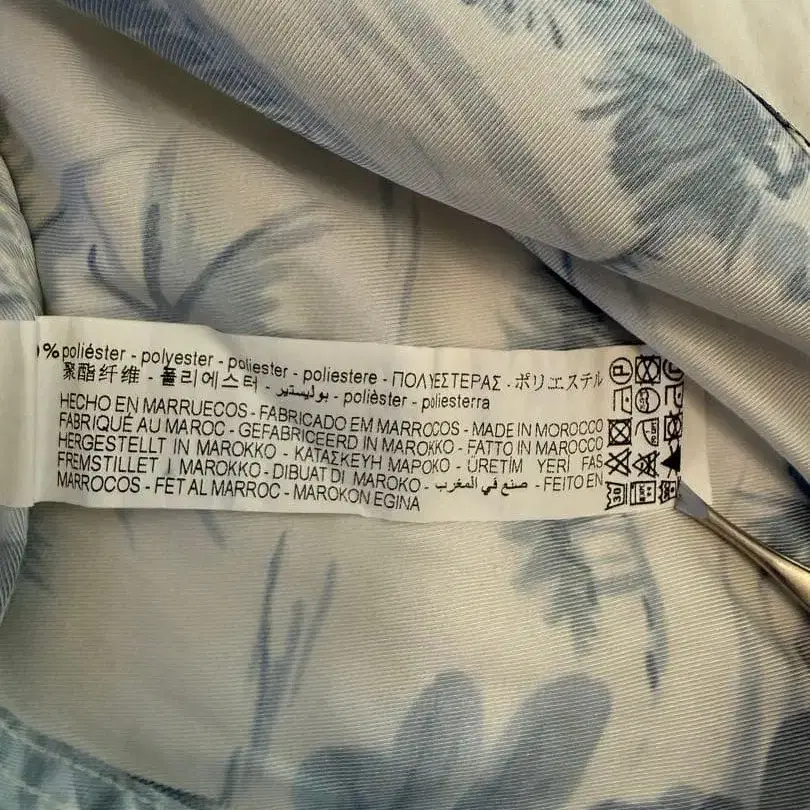 % poliéster - polyester - poliester - poliestere - ΠΟΛΥΕΣΤΕΡΑΣ - ポリエステル
聚酯纤维 - 폴리에스터 - بوليستير - polièster - poliesterra
HECHO EN MARRUECOS - FABRICADO EM MARROCOS - MADE IN MOROCCO
FABRIQUÉ AU MAROC - GEFABRICEERD IN MAROKKO - FATTO IN MAROCCO
HERGESTELLT IN MAROKKO - ΚΑΤΑΣΚΕΥΗ ΜΑΡΟΚΟ - ÜRETİM YERİ FAS
FREMSTILLET I MAROKKO - DIBUAT DI MAROKO - صنع في المغرب - FEITO EN
MARROCOS - FET AL MARROC - MAROKON EGINA